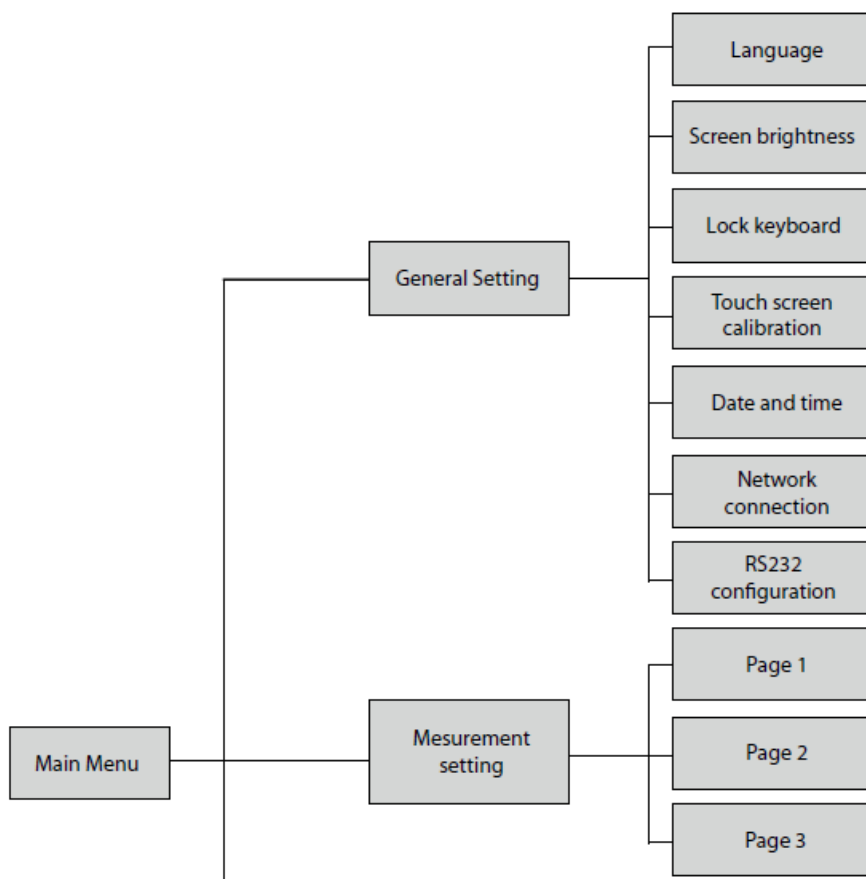 Language
Screen brightness
Lock keyboard
General Setting
Touch screen
calibration
Date and time
Network
connection
RS232
configuration
Page 1
Mesurement
setting
Main Menu
Page 2
Page 3